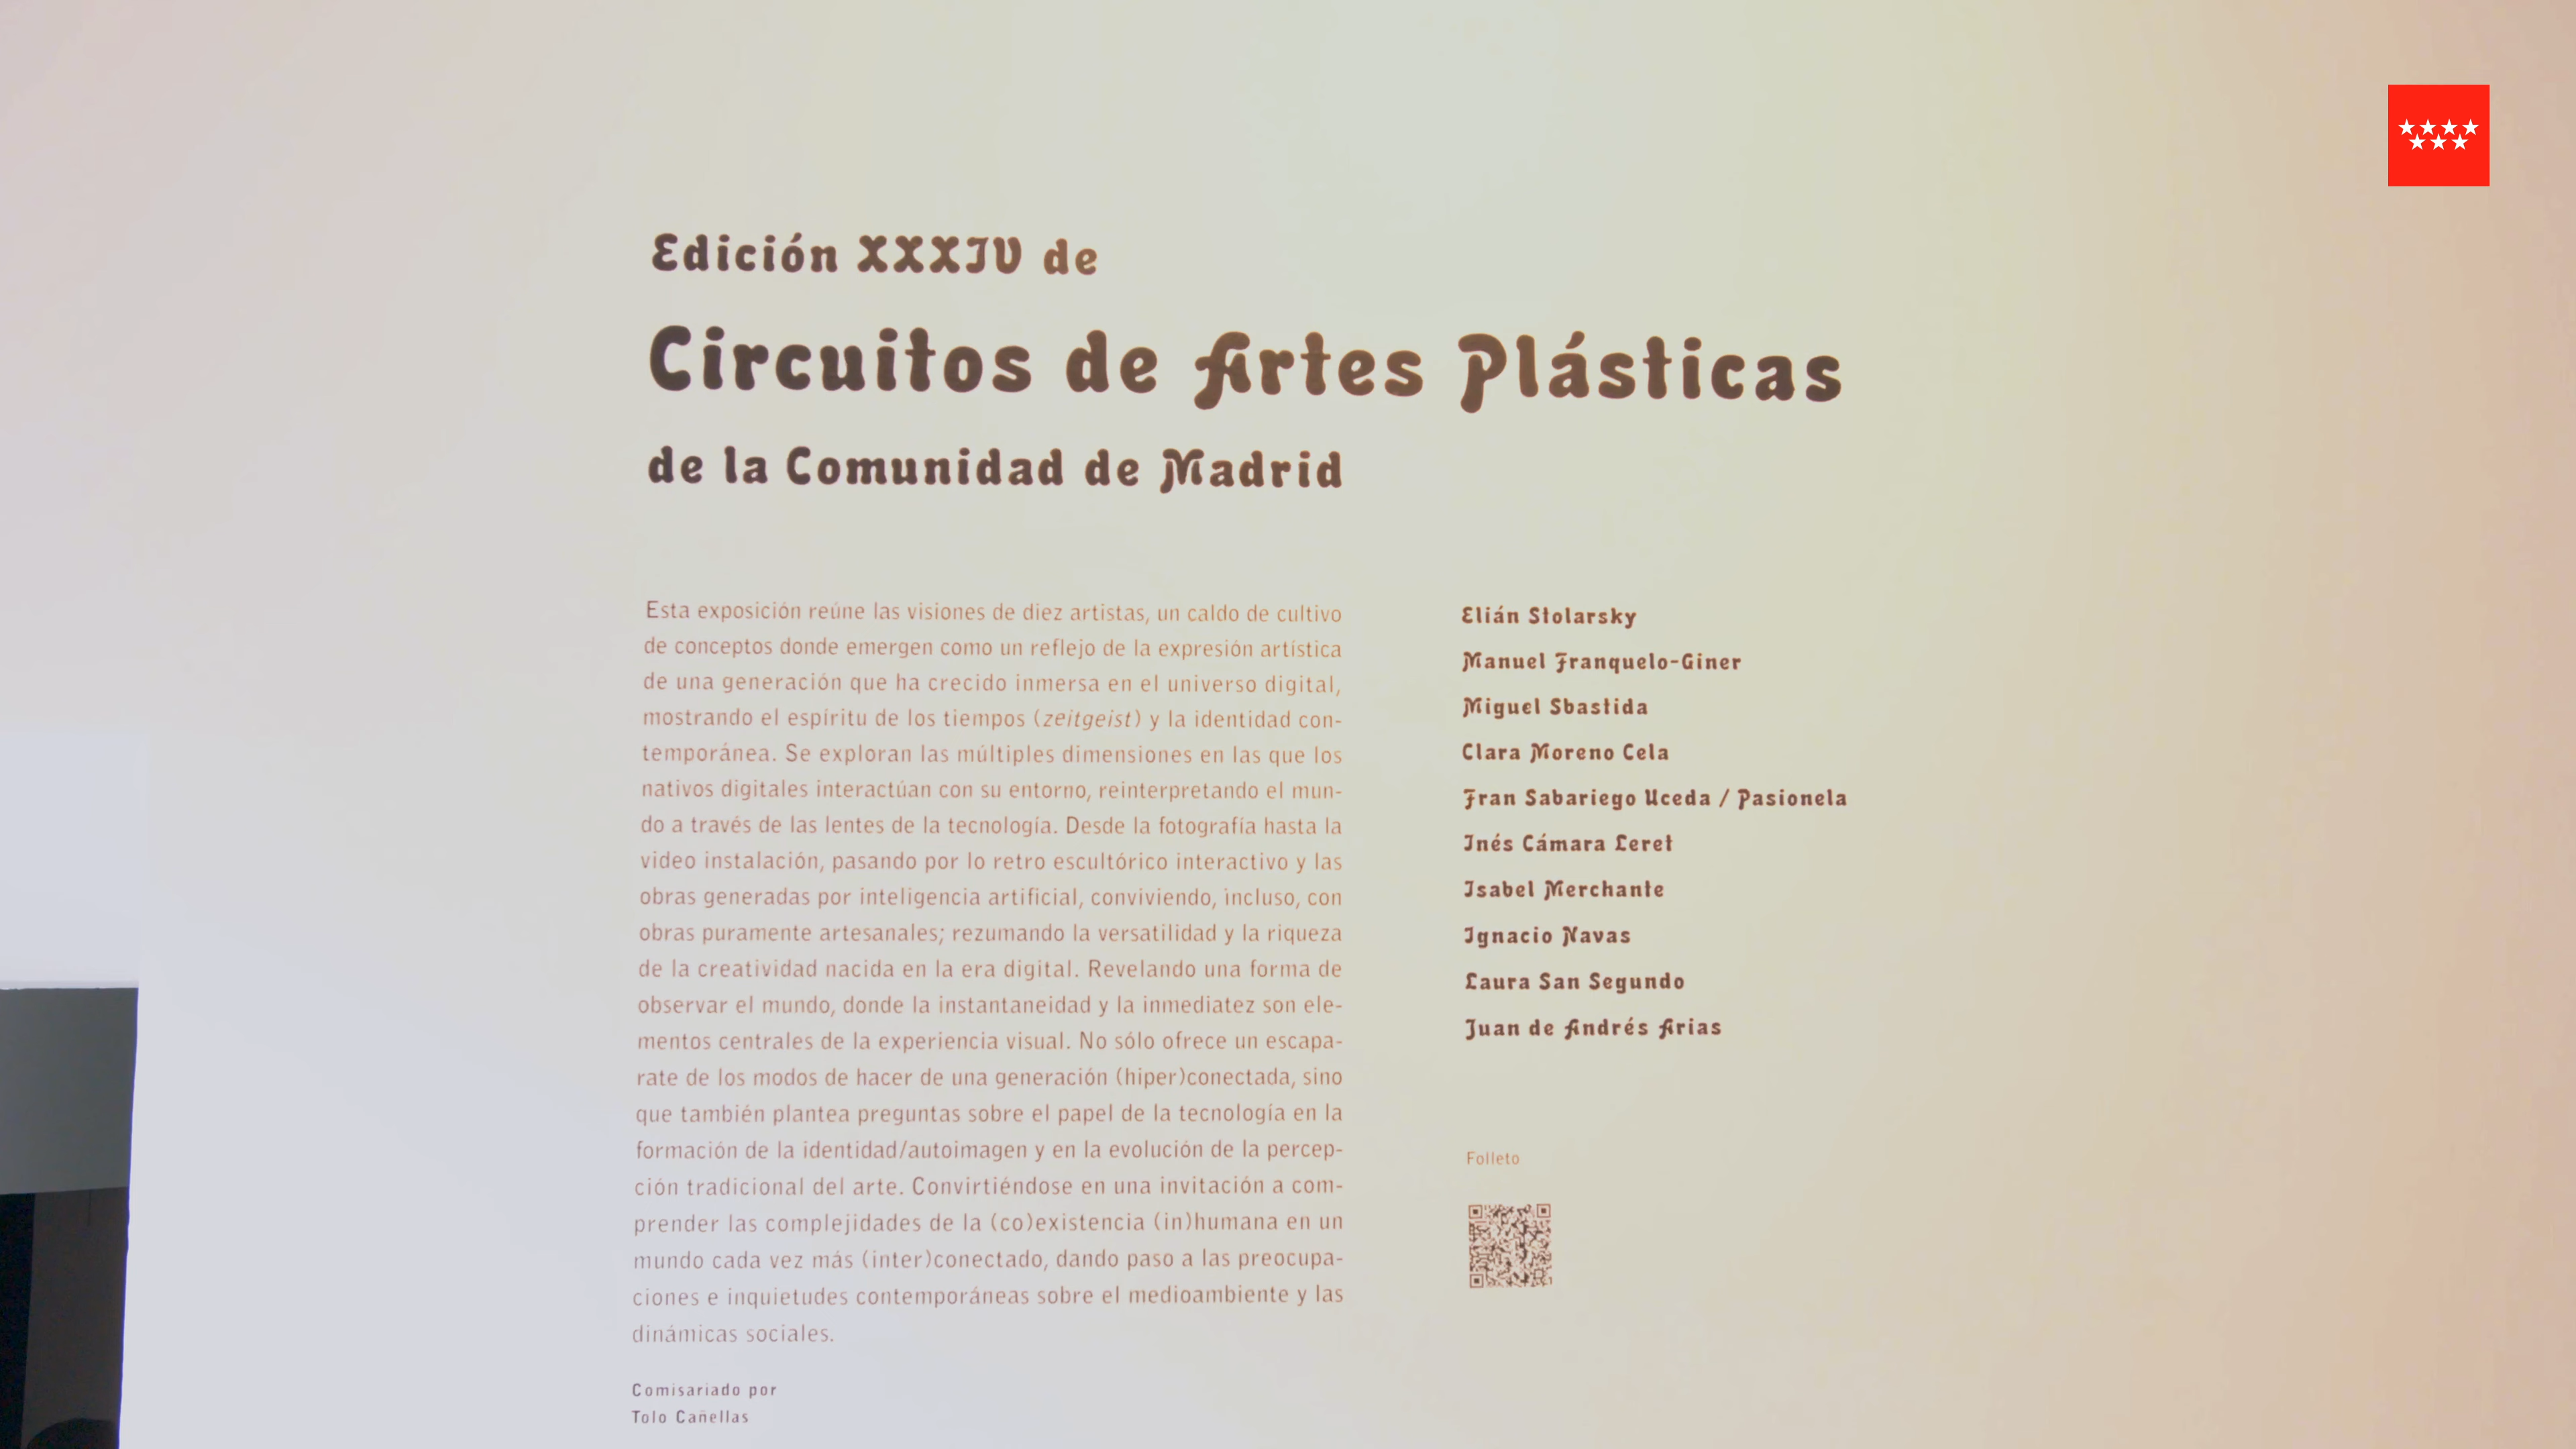 Edición XXXIV de
Circuitos de Artes Plásticas
de la Comunidad de Madrid
Esta exposición reúne las visiones de diez artistas, un caldo de cultivo
de conceptos donde emergen como un reflejo de la expresión artística
de una generación que ha crecido inmersa en el universo digital,
mostrando el espíritu de los tiempos (zeitgeist) y la identidad con-
temporánea. Se exploran las múltiples dimensiones en las que los
nativos digitales interactúan con su entorno, reinterpretando el mun-
do a través de las lentes de la tecnología. Desde la fotografía hasta la
video instalación, pasando por lo retro escultórico interactivo y las
obras generadas por inteligencia artificial, conviviendo, incluso, con
obras puramente artesanales; rezumando la versatilidad y la riqueza
de la creatividad nacida en la era digital. Revelando una forma de
observar el mundo, donde la instantaneidad y la inmediatez son ele-
mentos centrales de la experiencia visual. No sólo ofrece un escapa-
rate de los modos de hacer de una generación (hiper)conectada, sino
que también plantea preguntas sobre el papel de la tecnología en la
formación de la identidad/autoimagen y en la evolución de la percep-
ción tradicional del arte. Convirtiéndose en una invitación a com-
prender las complejidades de la (co)existencia (in)humana en un
mundo cada vez más (inter)conectado, dando paso a las preocupa-
ciones e inquietudes contemporáneas sobre el medioambiente y las
dinámicas sociales.
Comisariado por
Tolo Cañellas
Elián Stolarsky
Manuel Franquelo-Giner
Miguel Sbastida
Clara Moreno Cela
Fran Sabariego Uceda / Pasionela
Inés Cámara Leret
Isabel Merchante
Ignacio Navas
Laura San Segundo
Juan de Andrés Arias
Folleto